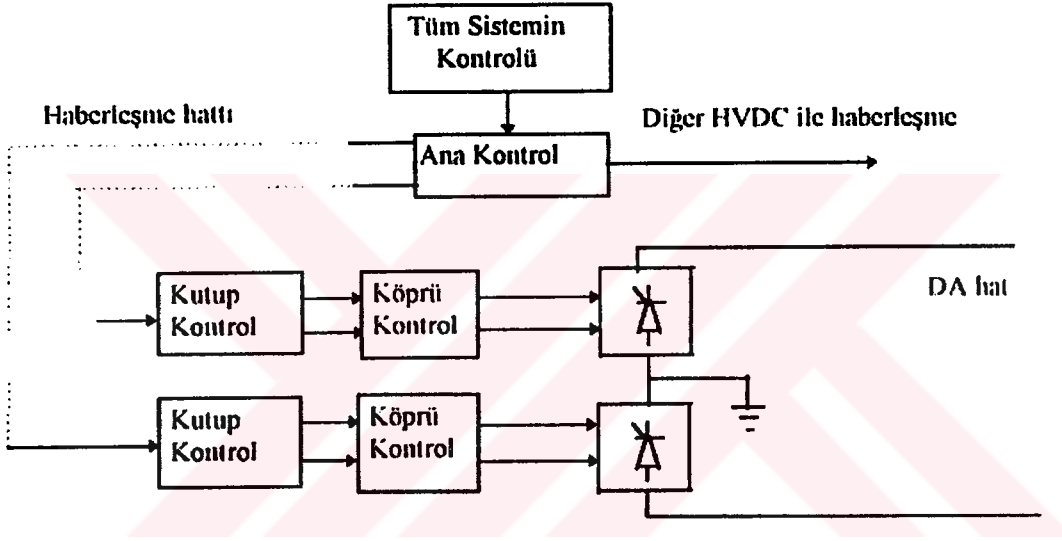 Tüm Sistemin
Kontrolü
Haberleşme hattı
Diğer HVDC ile haberleşme
Ana Kontrol
DA hat
Kutup
Kontrol
Köprü
Kontrol
Kutup
Kontrol
Köprü
Kontrol